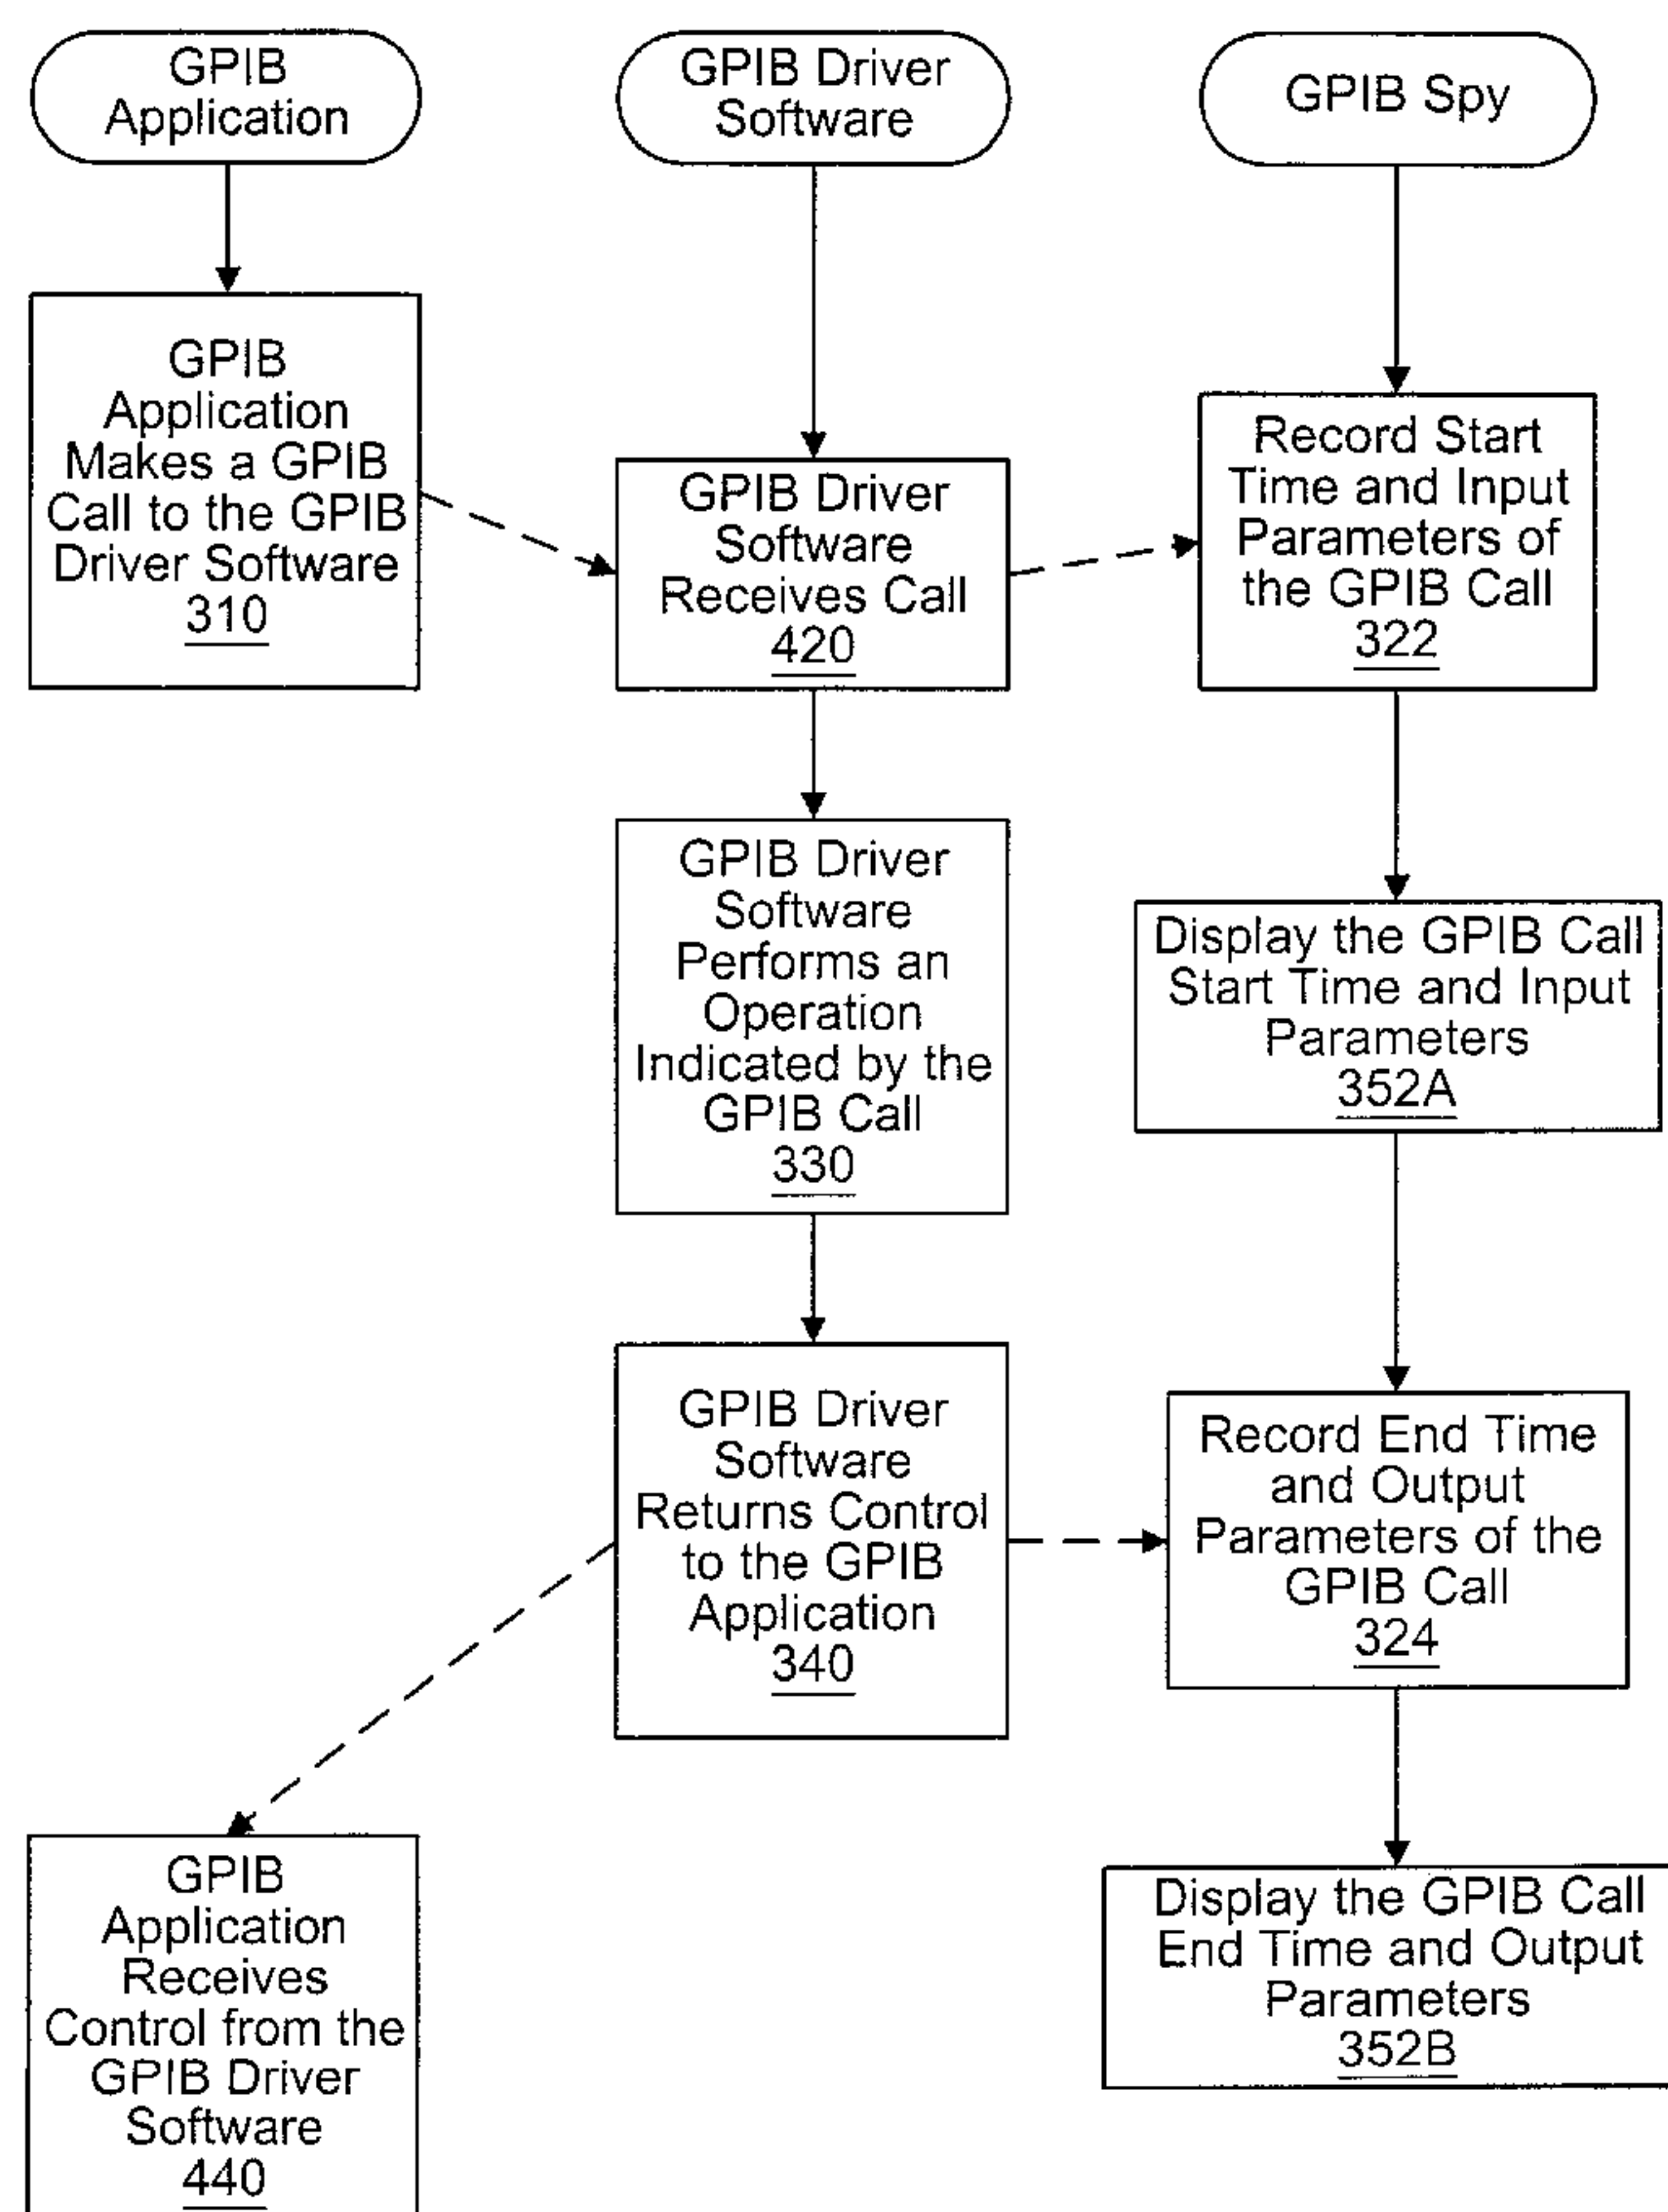 GPIB
Application
GPIB Driver
Software
GPIB Spy
GPIB
Application
Makes a GPIB
Call to the GPIB
Driver Software
310
GPIB Driver
Software
Receives Call
420
Record Start
Time and Input
Parameters of
the GPIB Call
322
GPIB Driver
Software
Performs an
Operation
Indicated by the
GPIB Call
330
Display the GPIB Call
Start Time and Input
Parameters
352A
GPIB Driver
Software
Returns Control
to the GPIB
Application
340
Record End Time
and Output
Parameters of the
GPIB Call
324
GPIB
Application
Receives
Control from the
GPIB Driver
Software
440
Display the GPIB Call
End Time and Output
Parameters
352B